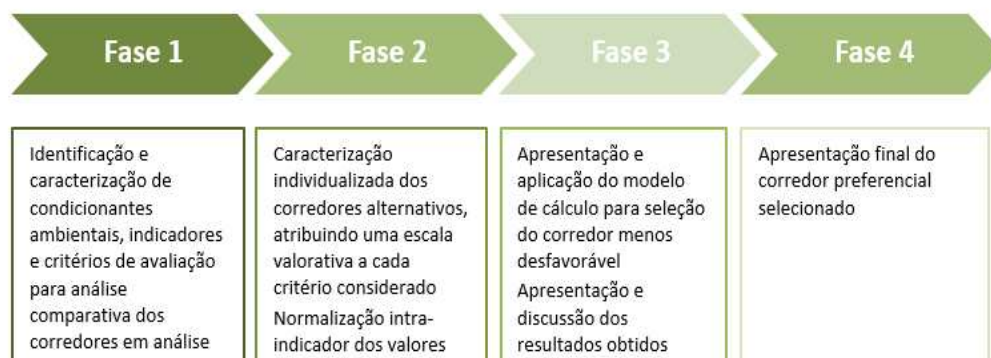 Fase 1
Fase 2
Fase 3
Fase 4
Identificação e
caracterização de
condicionantes
ambientais, indicadores
e critérios de avaliação
para análise
comparativa dos
corredores em análise
Caracterização
individualizada dos
corredores alternativos,
atribuindo uma escala
valorativa a cada
critério considerado
Normalização intra-
indicador dos valores
Apresentação e
aplicação do modelo
de cálculo para seleção
do corredor menos
desfavorável
Apresentação e
discussão dos
resultados obtidos
Apresentação final do
corredor preferencial
selecionado